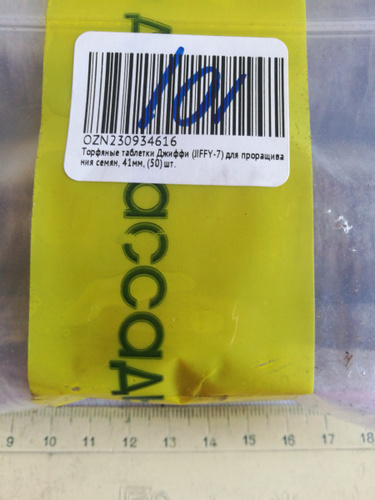 101
OZN230934616
Торфяные таблетки Джиффи (JIFFY-7) для проращива
ния семян, 41мм, (50) шт.
рассад
9 10 11 12 13 14 15 16 17 18